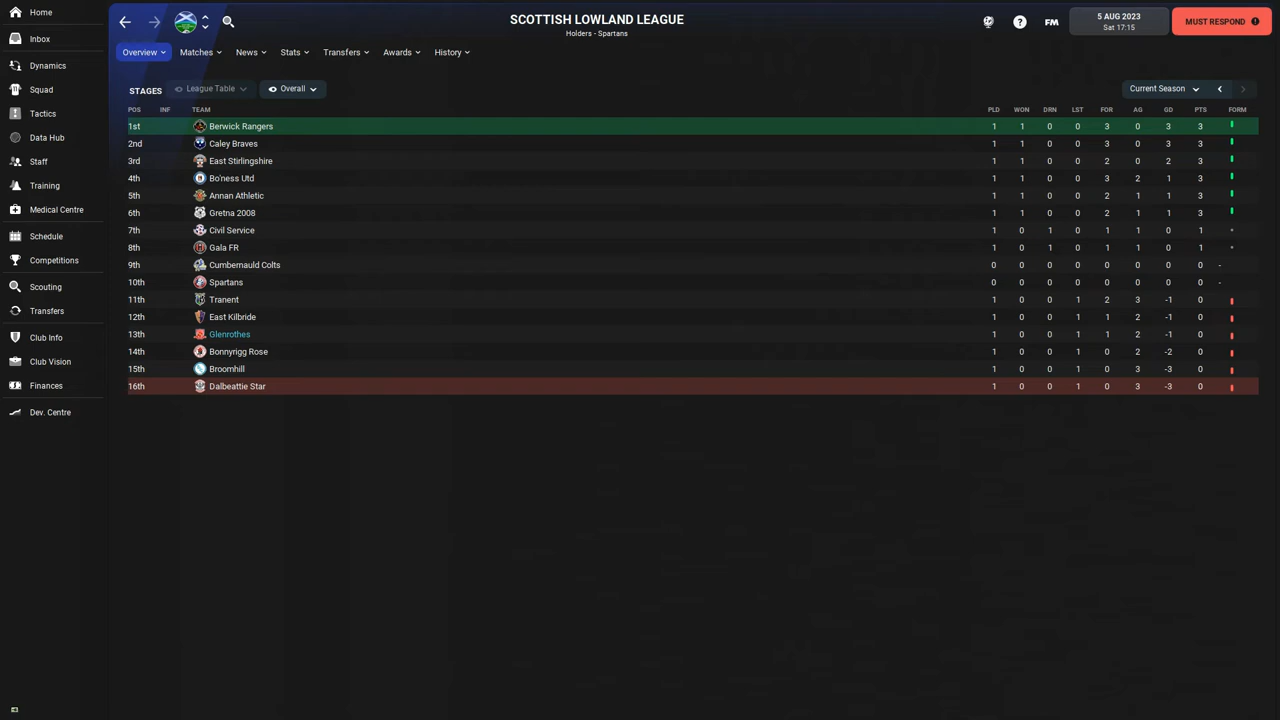 Home
SCOTTISH LOWLAND LEAGUE
Holders - Spartans
FM
5 AUG 2023
Sat 17:15
MUST RESPOND
Inbox
Dynamics
Squad
Tactics
Data Hub
Staff
Training
Medical Centre
Schedule
Competitions
Scouting
Transfers
Club Info
Club Vision
Finances
Dev. Centre
Overview Matches News Stats Transfers Awards History
STAGES League Table Overall Current Season
POS INF TEAM PLD WON DRN LST FOR AG GD PTS FORM
1st Berwick Rangers 1 1 0 0 3 0 3 3
2nd Caley Braves 1 1 0 0 3 0 3 3
3rd East Stirlingshire 1 1 0 0 2 0 2 3
4th Bo'ness Utd 1 1 0 0 3 2 1 3
5th Annan Athletic 1 1 0 0 2 1 1 3
6th Gretna 2008 1 1 0 0 2 1 1 3
7th Civil Service 1 0 1 0 1 1 0 1
8th Gala FR 1 0 1 0 1 1 0 1
9th Cumbernauld Colts 0 0 0 0 0 0 0 0 -
10th Spartans 0 0 0 0 0 0 0 0 -
11th Tranent 1 0 0 1 2 3 -1 0
12th East Kilbride 1 0 0 1 1 2 -1 0
13th Glenrothes 1 0 0 1 1 2 -1 0
14th Bonnyrigg Rose 1 0 0 1 0 2 -2 0
15th Broomhill 1 0 0 1 0 3 -3 0
16th Dalbeattie Star 1 0 0 1 0 3 -3 0